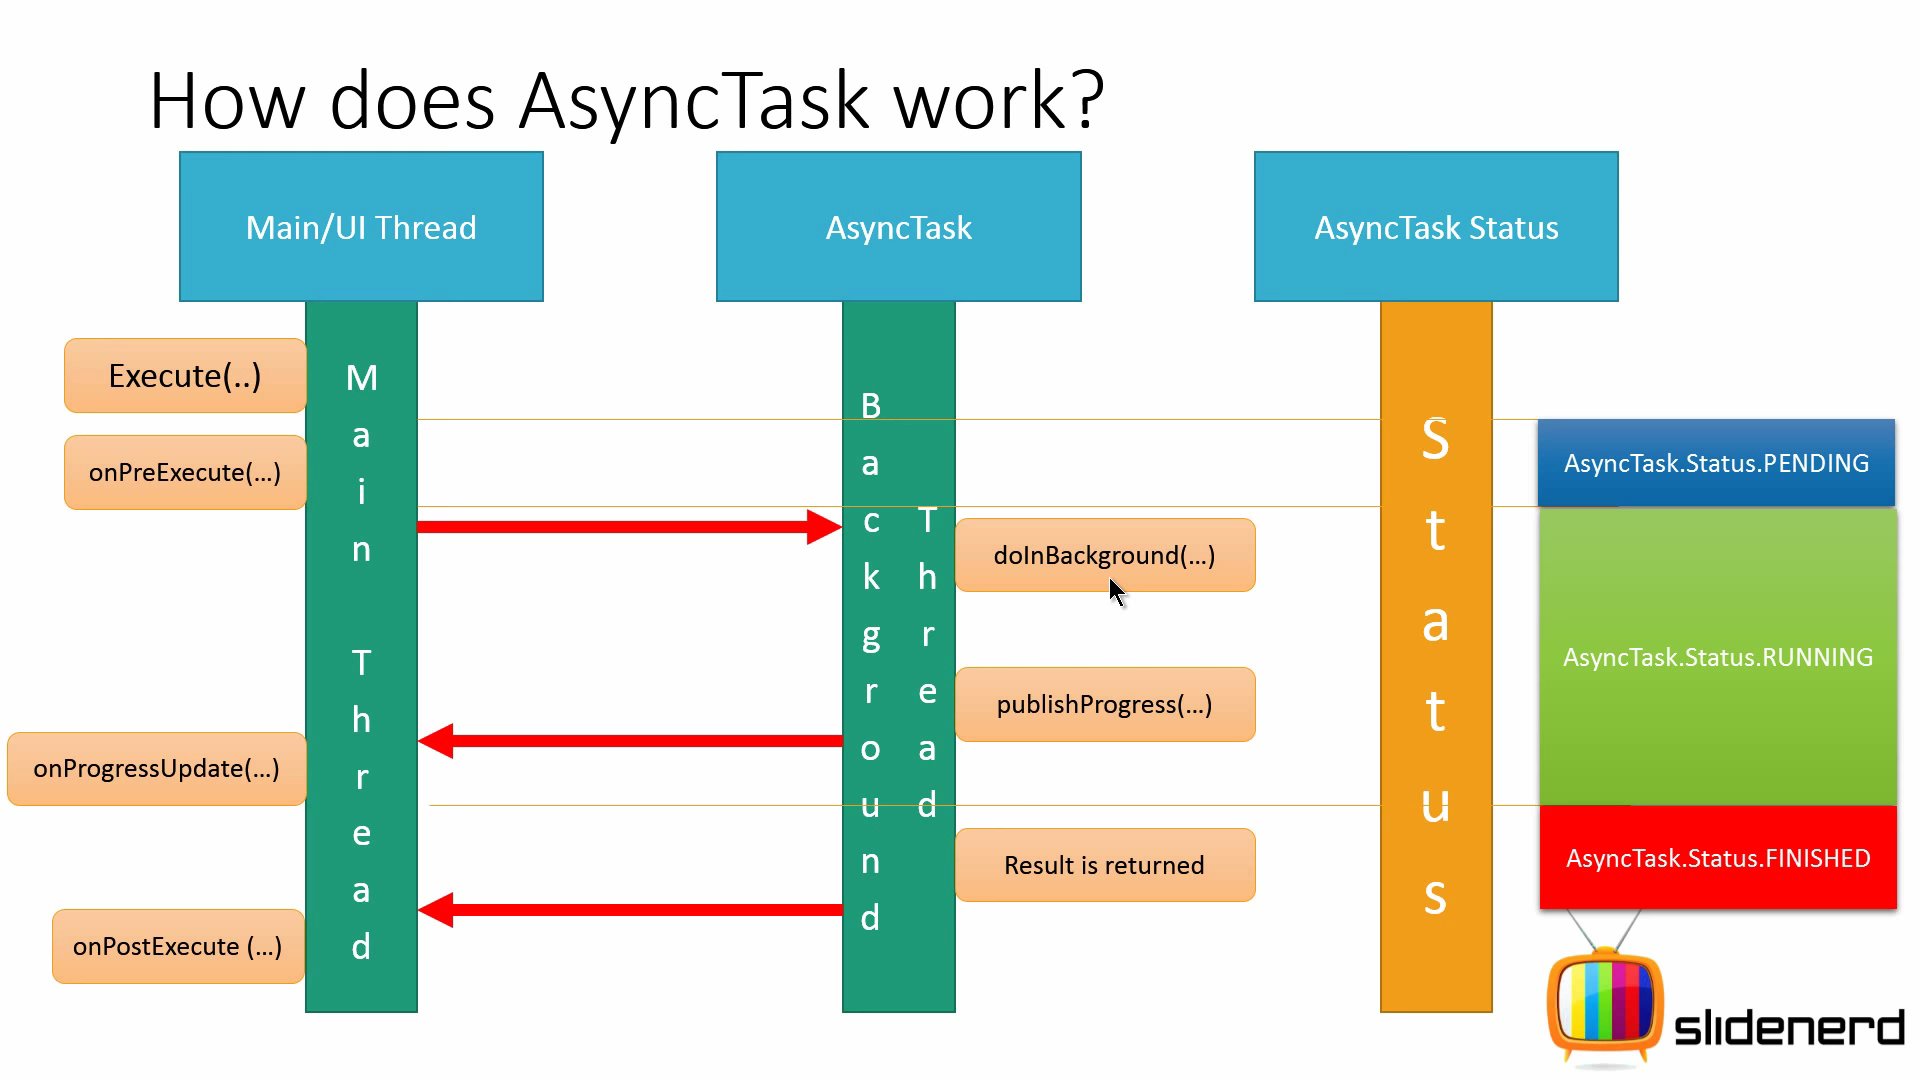 How does AsyncTask work?
Main/UI Thread
AsyncTask
AsyncTask Status
Execute(..)
onPreExecute(...)
onProgressUpdate(...)
onPostExecute (...)
Main Thread
Background
Thread
doInBackground(...)
publishProgress(...)
Result is returned
Status
AsyncTask.Status.PENDING
AsyncTask.Status.RUNNING
AsyncTask.Status.FINISHED
slidenerd